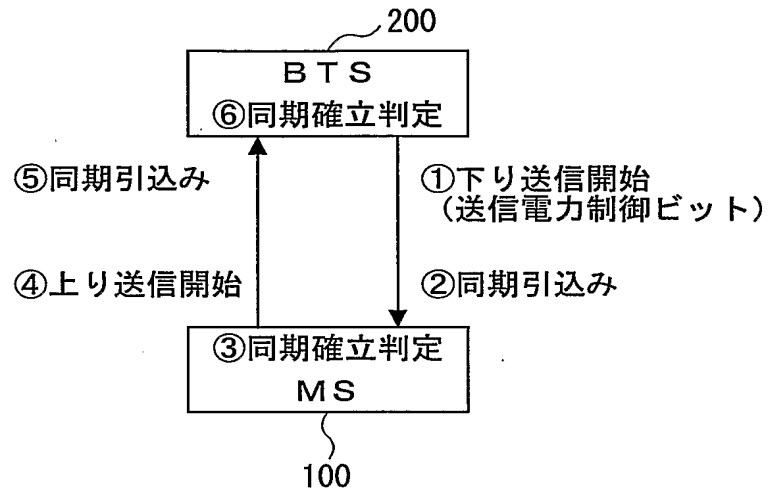 200
ＢＴＳ
⑥同期確立判定
⑤同期引込み
①下り送信開始
（送信電力制御ビット）
④上り送信開始
②同期引込み
③同期確立判定
ＭＳ
100